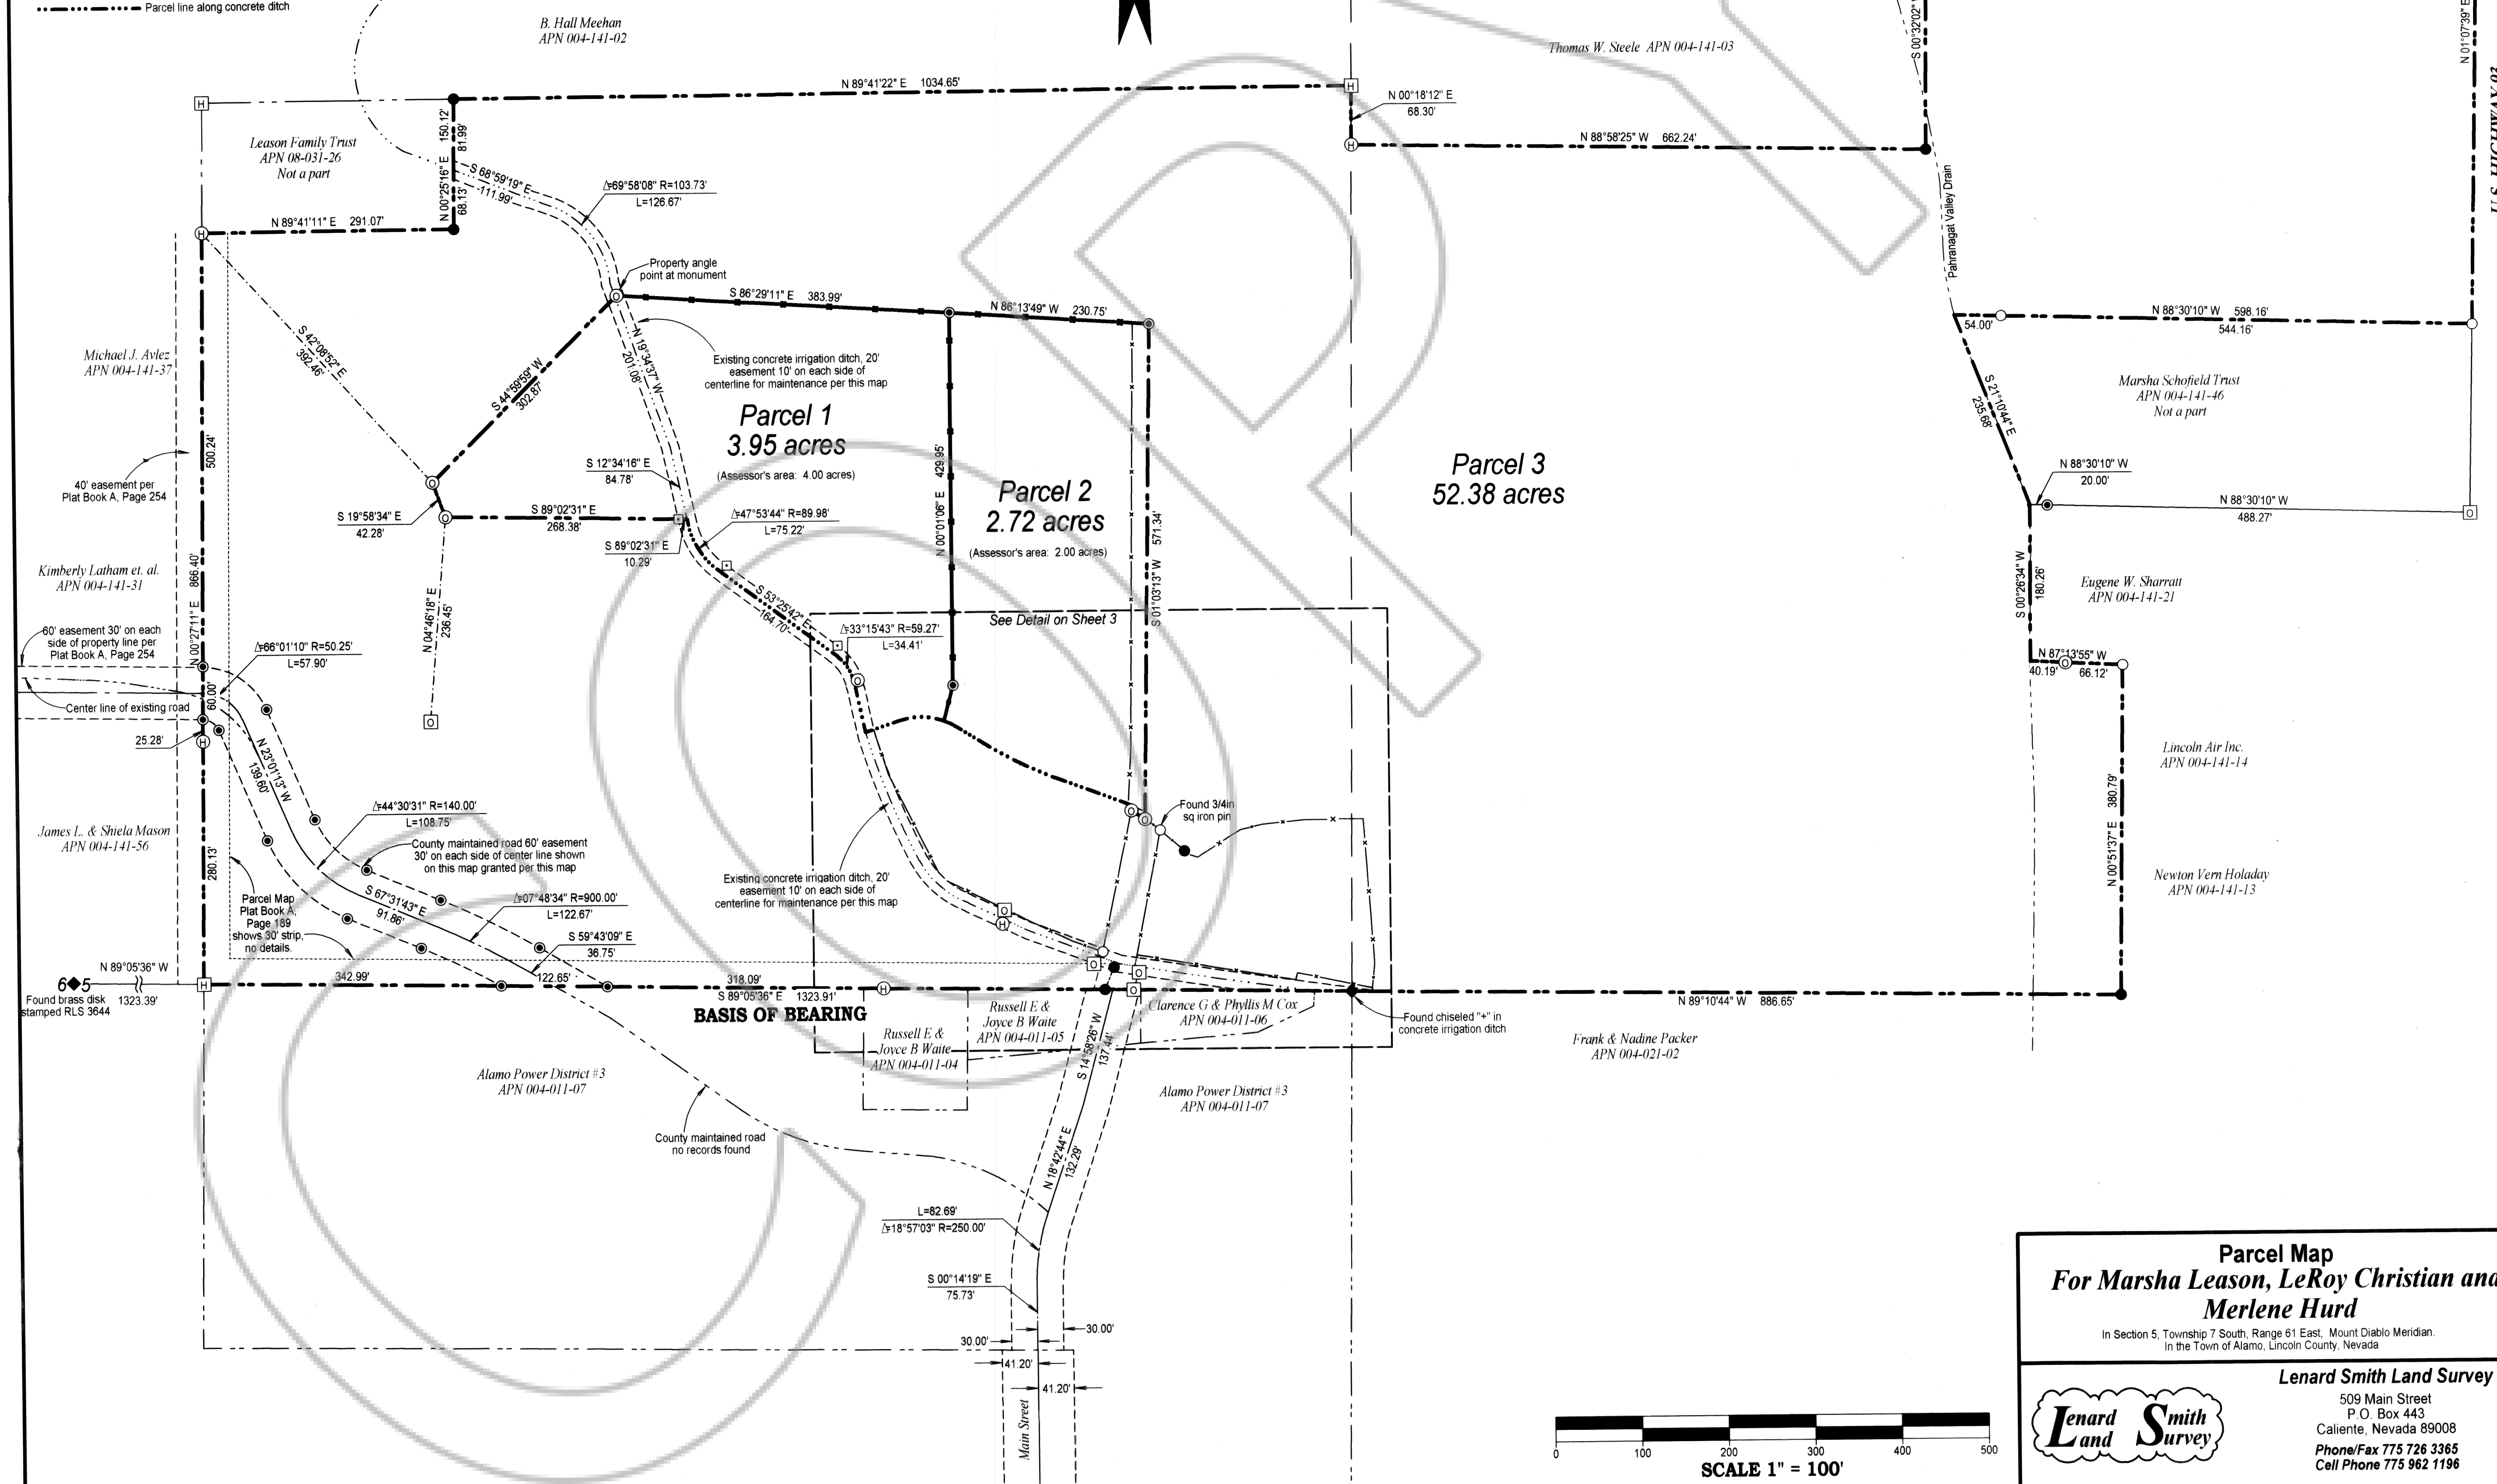 Parcel line along concrete ditch
B. Hall Meehan
APN 004-141-02
Thomas W. Steele APN 004-141-03
S 00°32'02"
N 01°07'39" E
N 89°41'22" E 1034.65'
N 00°18'12" E
68.30'
N 88°58'25" W 662.24'
Leason Family Trust
APN 08-031-26
Not a part
N 00°25'16" E 150.12'
81.99'
68.13'
S 68°59'19" E
111.99'
Δ=69°58'08" R=103.73'
L=126.67'
N 89°41'11" E 291.07'
Pahranagat Valley Drain
Property angle
point at monument
S 86°29'11" E 383.99'
N 86°13'49" W 230.75'
N 88°30'10" W 598.16'
54.00'
544.16'
S 42°08'52" E
392.46'
S 44°59'59" W
302.87'
N 19°34'37" W
201.08'
Michael J. Avlez
APN 004-141-37
Existing concrete irrigation ditch, 20'
easement 10' on each side of
centerline for maintenance per this map
Marsha Schofield Trust
APN 004-141-46
Not a part
S 21°10'44" E
235.68'
Parcel 1
3.95 acres
(Assessor's area: 4.00 acres)
500.24'
40' easement per
Plat Book A, Page 254
S 12°34'16" E
84.78'
N 00°01'06" E 429.95'
Parcel 2
2.72 acres
(Assessor's area: 2.00 acres)
Parcel 3
52.38 acres
N 88°30'10" W
20.00'
N 88°30'10" W
488.27'
S 19°58'34" E
42.28'
S 89°02'31" E
268.38'
Δ=47°53'44" R=89.98'
L=75.22'
S 89°02'31" E
10.29'
S 01°03'13" W 571.34'
Kimberly Latham et. al.
APN 004-141-31
N 00°27'11" E 866.40'
N 04°46'18" E
236.45'
S 53°25'42" E
164.70'
S 00°26'34" W
180.26'
Eugene W. Sharratt
APN 004-141-21
See Detail on Sheet 3
60' easement 30' on each
side of property line per
Plat Book A, Page 254
Δ=66°01'10" R=50.25'
L=57.90'
Δ=33°15'43" R=59.27'
L=34.41'
N 87°13'55" W
40.19' 66.12'
60.00'
Center line of existing road
25.28'
N 23°01'13" W
139.60'
Lincoln Air Inc.
APN 004-141-14
N 00°51'37" E 380.79'
James L. & Shiela Mason
APN 004-141-56
280.13'
Δ=44°30'31" R=140.00'
L=108.75'
Found 3/4in
sq iron pin
County maintained road 60' easement
30' on each side of center line shown
on this map granted per this map
Existing concrete irrigation ditch, 20'
easement 10' on each side of
centerline for maintenance per this map
Newton Vern Holaday
APN 004-141-13
Parcel Map
Plat Book A,
Page 189
shows 30' strip,
no details.
S 67°31'43" E
91.86'
Δ=07°48'34" R=900.00'
L=122.67'
S 59°43'09" E
36.75'
6 5
Found brass disk
stamped RLS 3644
N 89°05'36" W
1323.39'
342.99'
122.65'
318.09'
S 89°05'36" E 1323.91'
BASIS OF BEARING
N 89°10'44" W 886.65'
Russell E &
Joyce B Waite
APN 004-011-04
Russell E &
Joyce B Waite
APN 004-011-05
Clarence G & Phyllis M Cox
APN 004-011-06
Found chiseled "+" in
concrete irrigation ditch
Frank & Nadine Packer
APN 004-021-02
S 14°58'26" W
137.44'
Alamo Power District #3
APN 004-011-07
Alamo Power District #3
APN 004-011-07
County maintained road
no records found
N 18°42'44" E
132.29'
L=82.69'
Δ=18°57'03" R=250.00'
S 00°14'19" E
75.73'
30.00'
30.00'
41.20'
41.20'
Main Street
Parcel Map
For Marsha Leason, LeRoy Christian and
Merlene Hurd
In Section 5, Township 7 South, Range 61 East, Mount Diablo Meridian.
In the Town of Alamo, Lincoln County, Nevada
Lenard Smith Land Survey
509 Main Street
P.O. Box 443
Caliente, Nevada 89008
Phone/Fax 775 726 3365
Cell Phone 775 962 1196
Lenard Smith
Land Survey
0 100 200 300 400 500
SCALE 1" = 100'
U.S. HIGHWAY 93